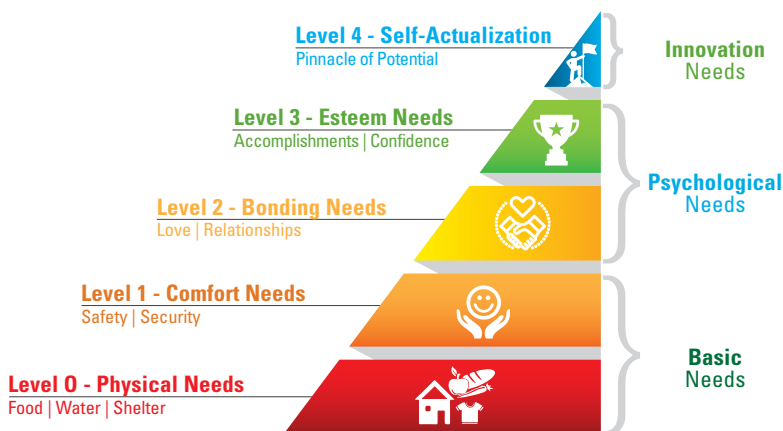 Level 4 - Self-Actualization
Pinnacle of Potential
Innovation
Needs
Level 3 - Esteem Needs
Accomplishments | Confidence
Psychological
Needs
Level 2 - Bonding Needs
Love | Relationships
Level 1 - Comfort Needs
Safety | Security
Basic
Needs
Level O - Physical Needs
Food | Water | Shelter